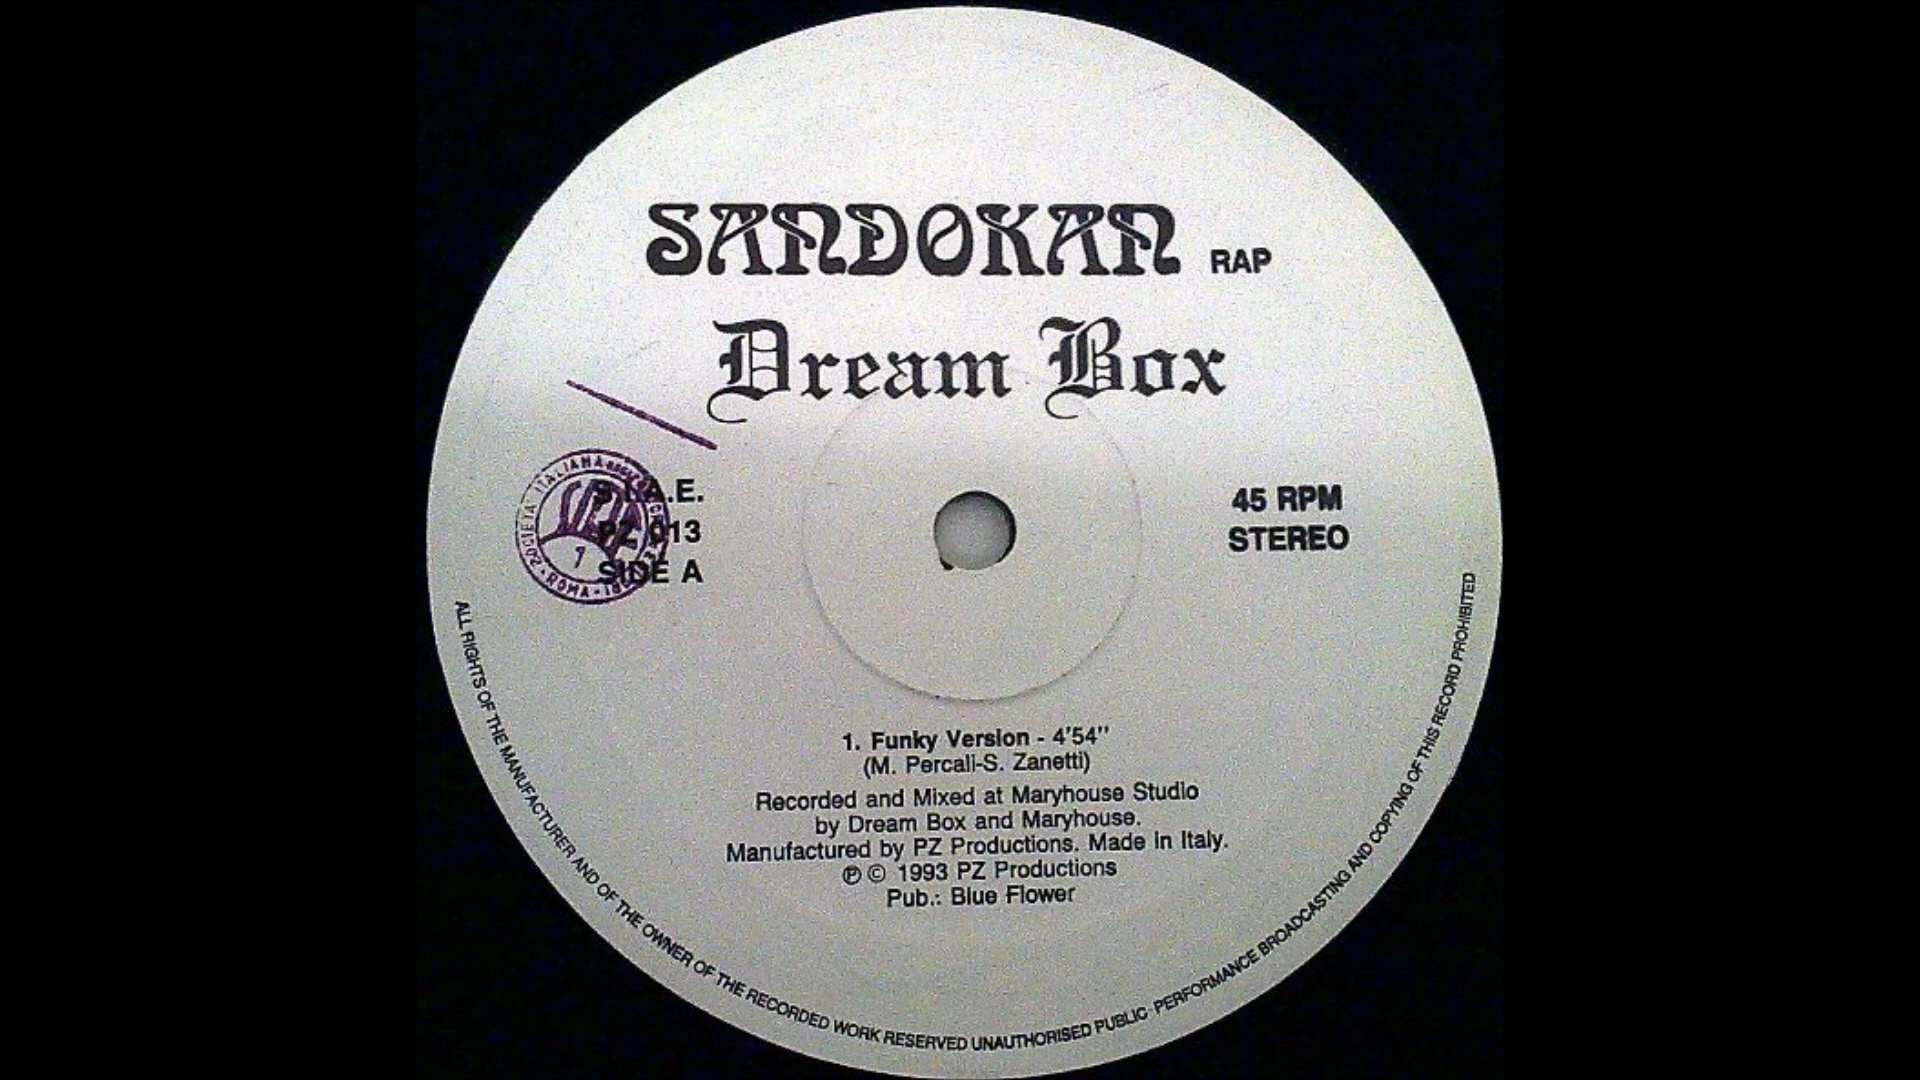 SANDOKAN RAP
Dream Box
S.I.A.E.
PZ 013
SIDE A
45 RPM
STEREO
SOCIETA' ITALIANA
ROMA
1. Funky Version - 4'54''
(M. Percali-S. Zanetti)
Recorded and Mixed at Maryhouse Studio
by Dream Box and Maryhouse.
Manufactured by PZ Productions. Made in Italy.
℗ © 1993 PZ Productions
Pub.: Blue Flower
ALL RIGHTS OF THE MANUFACTURER AND OF THE OWNER OF THE RECORDED WORK RESERVED UNAUTHORISED PUBLIC PERFORMANCE BROADCASTING AND COPYING OF THIS RECORD PROHIBITED